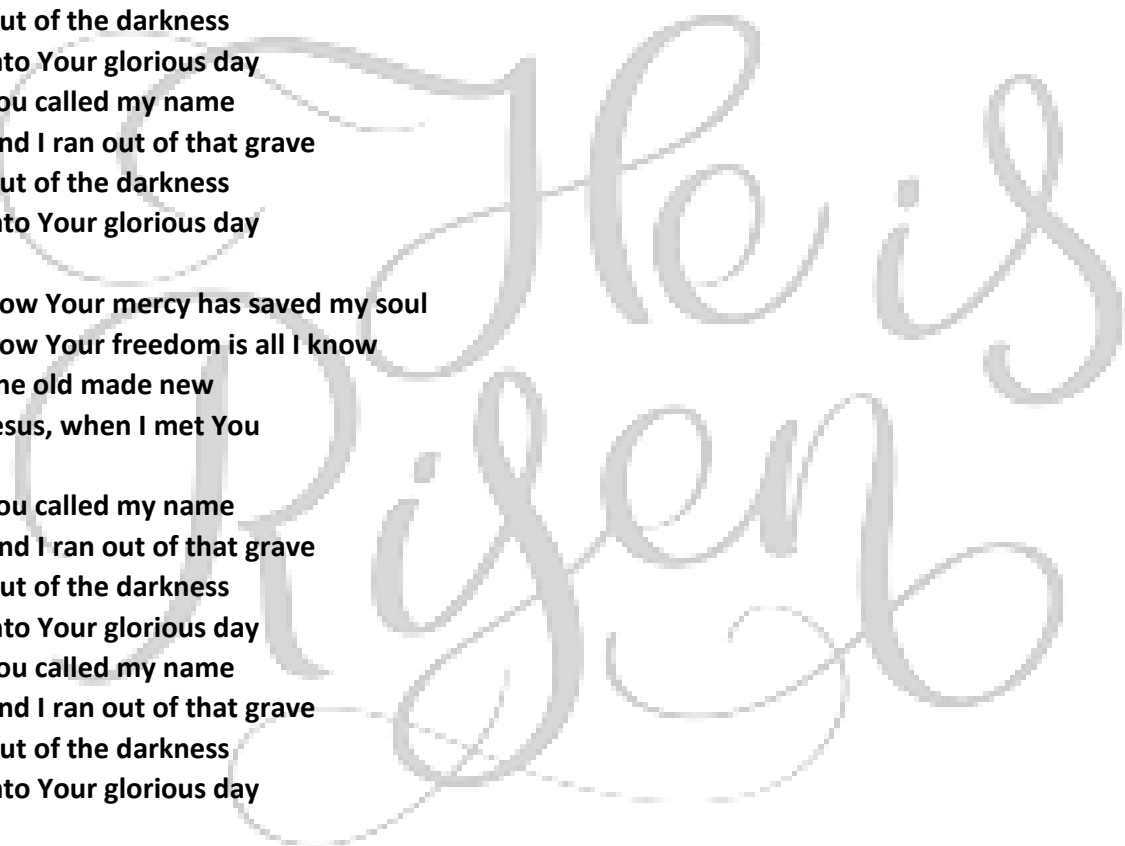 ut of the darkness
nto Your glorious day
ou called my name
nd I ran out of that grave
ut of the darkness
nto Your glorious day
ow Your mercy has saved my soul
ow Your freedom is all I know
he old made new
esus, when I met You
ou called my name
nd I ran out of that grave
ut of the darkness
nto Your glorious day
ou called my name
nd I ran out of that grave
ut of the darkness
nto Your glorious day
He is
Risen